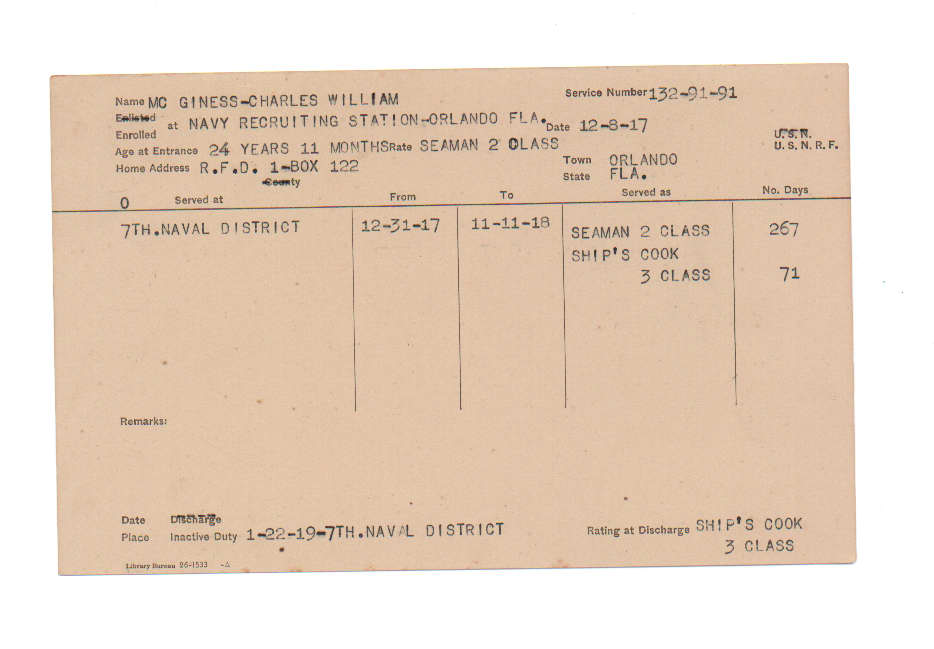 Name MC GINESS-CHARLES WILLIAM Service Number 132-91-91
Enlisted
Enrolled at NAVY RECRUITING STATION-ORLANDO FLA. Date 12-8-17 U.S.N.
U.S.N.R.F.
Age at Entrance 24 YEARS 11 MONTHS Rate SEAMAN 2 CLASS
Home Address R.F.D. 1-BOX 122 Town ORLANDO
County State FLA.
O Served at From To Served as No. Days
7TH.NAVAL DISTRICT 12-31-17 11-11-18 SEAMAN 2 CLASS 267
SHIP'S COOK
3 CLASS 71
Remarks:
Date Discharge
Place Inactive Duty 1-22-19-7TH.NAVAL DISTRICT Rating at Discharge SHIP'S COOK
3 CLASS
Library Bureau 26-1533 -A